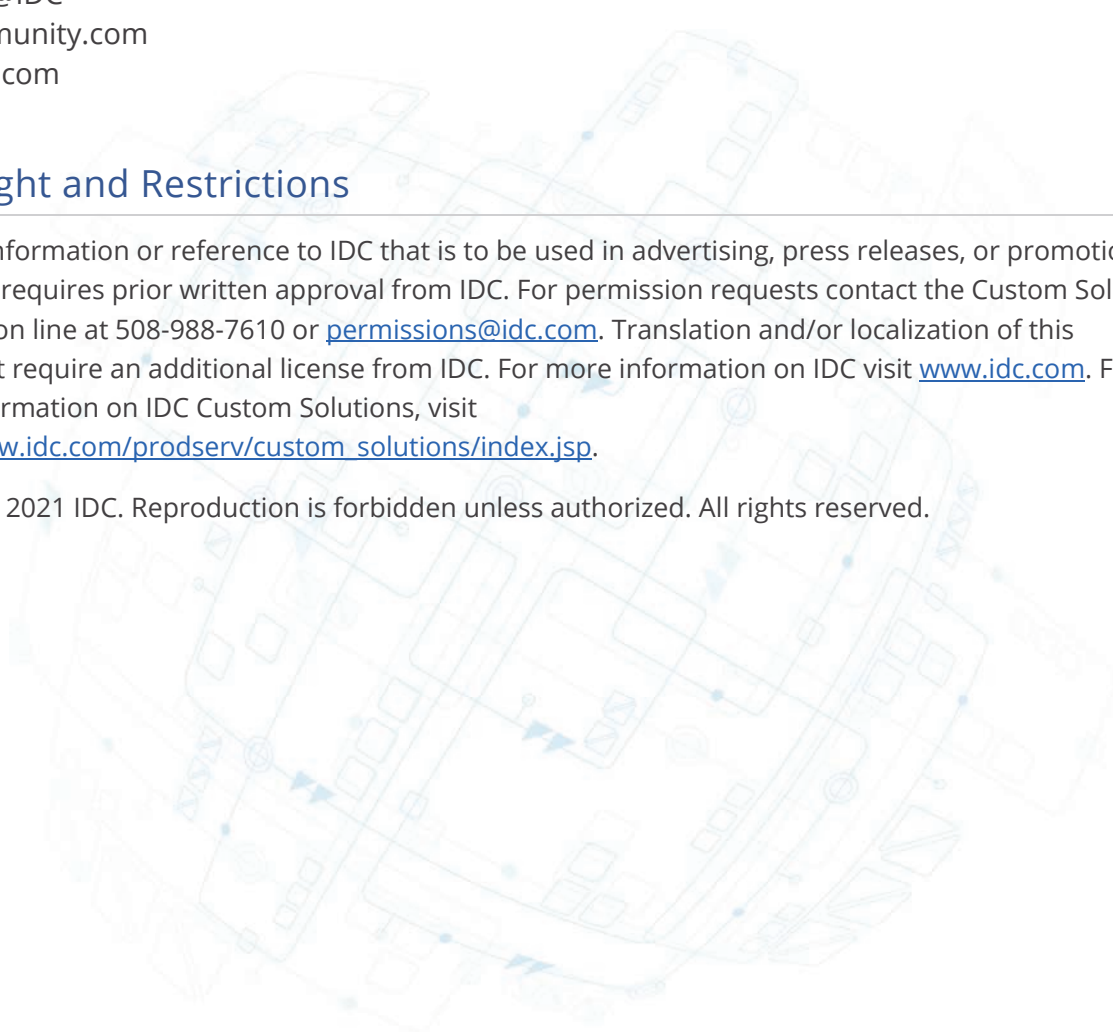 @IDC
munity.com
.com
ght and Restrictions
nformation or reference to IDC that is to be used in advertising, press releases, or promotio
requires prior written approval from IDC. For permission requests contact the Custom Sol
on line at 508-988-7610 or permissions@idc.com. Translation and/or localization of this
t require an additional license from IDC. For more information on IDC visit www.idc.com. F
rmation on IDC Custom Solutions, visit
w.idc.com/prodserv/custom_solutions/index.jsp.
2021 IDC. Reproduction is forbidden unless authorized. All rights reserved.